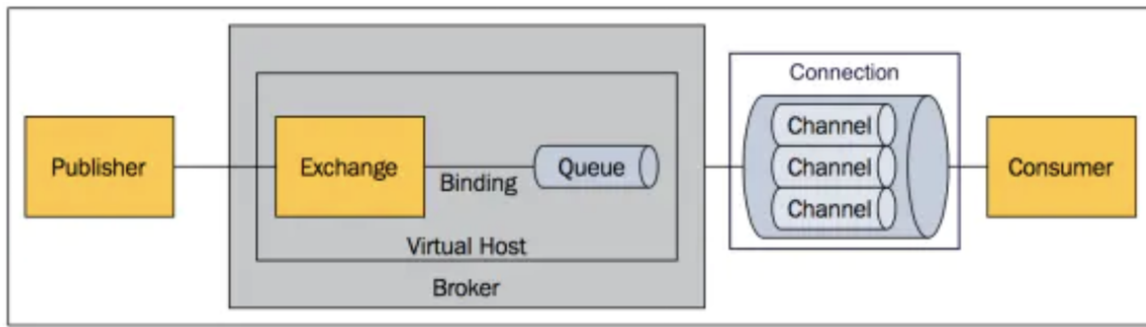 Publisher
Exchange
Binding
Queue
Virtual Host
Broker
Connection
Channel
Channel
Channel
Consumer